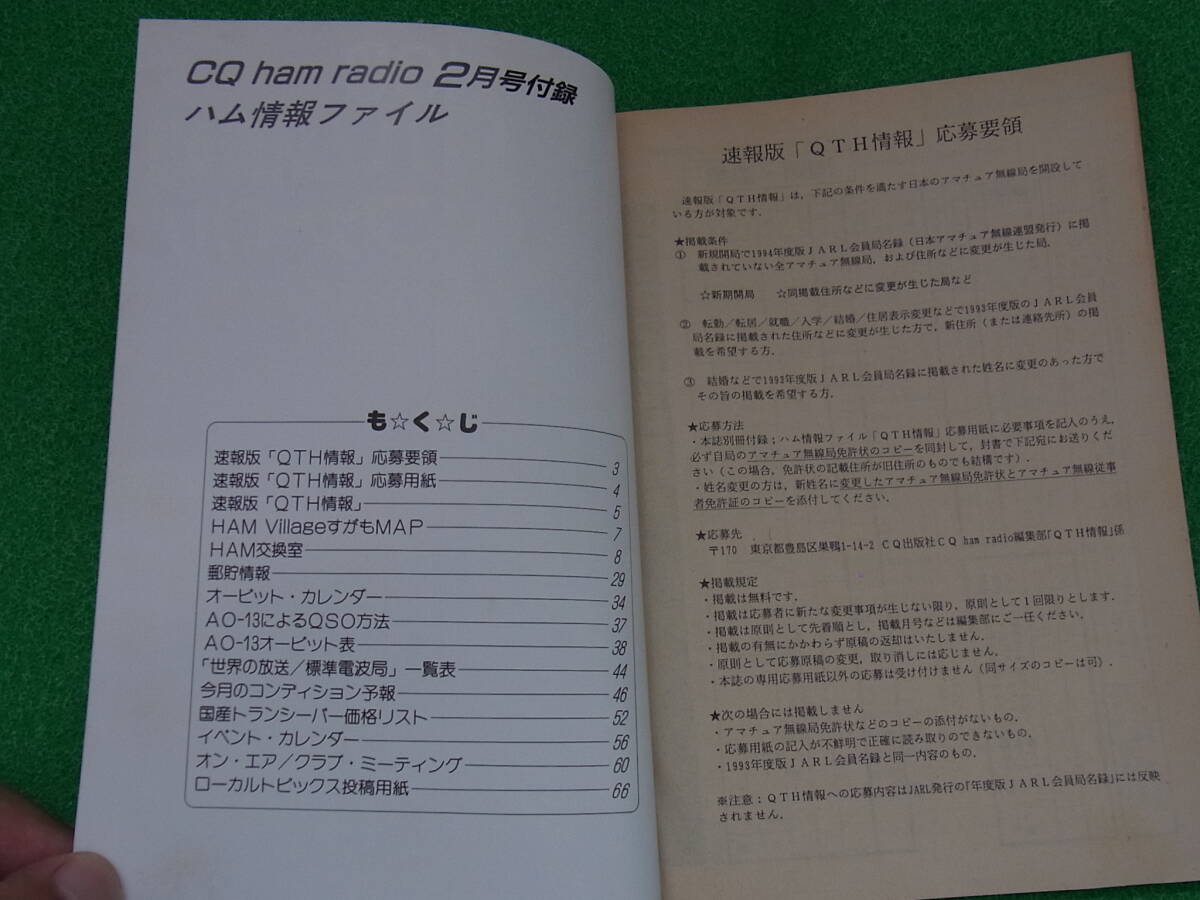 CQ ham radio 2月号付録
ハム情報ファイル
も☆く☆じ
速報版「QTH情報」応募要領 3
速報版「QTH情報」応募用紙 4
速報版「QTH情報」 5
HAM VillageすがもMAP 7
HAM交換室 8
郵貯情報 29
オービット・カレンダー 34
AO-13によるQSO方法 37
AO-13オービット表 38
「世界の放送/標準電波局」一覧表 44
今月のコンディション予報 46
国産トランシーバー価格リスト 52
イベント・カレンダー 56
オン・エア/クラブ・ミーティング 60
ローカルトピックス投稿用紙 66
速報版「QTH情報」応募要領
速報版「QTH情報」は，下記の条件を満たす日本のアマチュア無線局を開設して
いる方が対象です．
★掲載条件
① 新規開局で1994年度版JARL会員局名録（日本アマチュア無線連盟発行）に掲
載されていない全アマチュア無線局，および住所などに変更が生じた局．
☆新期開局 ☆同掲載住所などに変更が生じた局など
② 転勤／転居／就職／入学／結婚／住居表示変更などで1993年度版のJARL会員
局名録に掲載された住所などに変更が生じた方で，新住所（または連絡先所）の掲
載を希望する方．
③ 結婚などで1993年度版JARL会員局名録に掲載された姓名に変更のあった方で
その旨の掲載を希望する方．
★応募方法
・本誌別冊付録；ハム情報ファイル「QTH情報」応募用紙に必要事項を記入のうえ，
必ず自局のアマチュア無線局免許状のコピーを同封して，封書で下記宛にお送りくだ
さい（この場合，免許状の記載住所が旧住所のものでも結構です）．
・姓名変更の方は，新姓名に変更したアマチュア無線局免許状とアマチュア無線従事
者免許証のコピーを添付してください．
★応募先
〒170 東京都豊島区巣鴨1-14-2 CQ出版社CQ ham radio編集部「QTH情報」係
★掲載規定
・掲載は無料です．
・掲載は応募者に新たな変更事項が生じない限り，原則として1回限りとします．
・掲載は原則として先着順とし，掲載月号などは編集部にご一任ください．
・掲載の有無にかかわらず原稿の返却はいたしません．
・原則として応募原稿の変更，取り消しには応じません．
・本誌の専用応募用紙以外の応募は受け付けません（同サイズのコピーは可）．
★次の場合には掲載しません
・アマチュア無線局免許状などのコピーの添付がないもの．
・応募用紙の記入が不鮮明で正確に読み取りのできないもの．
・1993年度版JARL会員名録と同一内容のもの．
※注意；QTH情報への応募内容はJARL発行の「年度版JARL会員局名録」には反映
されません．